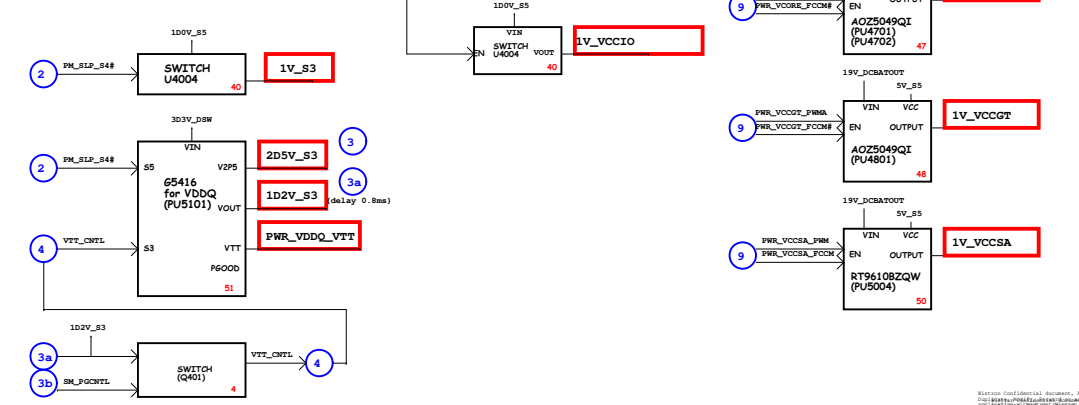 1D0V_S5
2
PM_SLP_S4#
SWITCH
U4004
40
1V_S3
1D0V_S5
VIN
EN
SWITCH
U4004
VOUT
40
1V_VCCIO
9
PWR_VCORE_FCCM#
EN
AOZ5049QI
(PU4701)
(PU4702)
47
3D3V_DSW
VIN
2
PM_SLP_S4#
S5
G5416
for VDDQ
(PU5101)
V2P5
2D5V_S3
3
VOUT
1D2V_S3
3a
(delay 0.8ms)
4
VTT_CNTL
S3
VTT
PWR_VDDQ_VTT
PGOOD
51
19V_DCBATOUT
5V_S5
VIN
VCC
9
PWR_VCCGT_PWMA
PWR_VCCGT_FCCM#
EN
OUTPUT
AOZ5049QI
(PU4801)
48
1V_VCCGT
19V_DCBATOUT
5V_S5
VIN
VCC
9
PWR_VCCSA_PWM
PWR_VCCSA_FCCM
EN
OUTPUT
RT9610BZQW
(PU5004)
50
1V_VCCSA
1D2V_S3
3a
3b
SM_PGCNTL
SWITCH
(Q401)
4
VTT_CNTL
4
Wistron Confidential document,